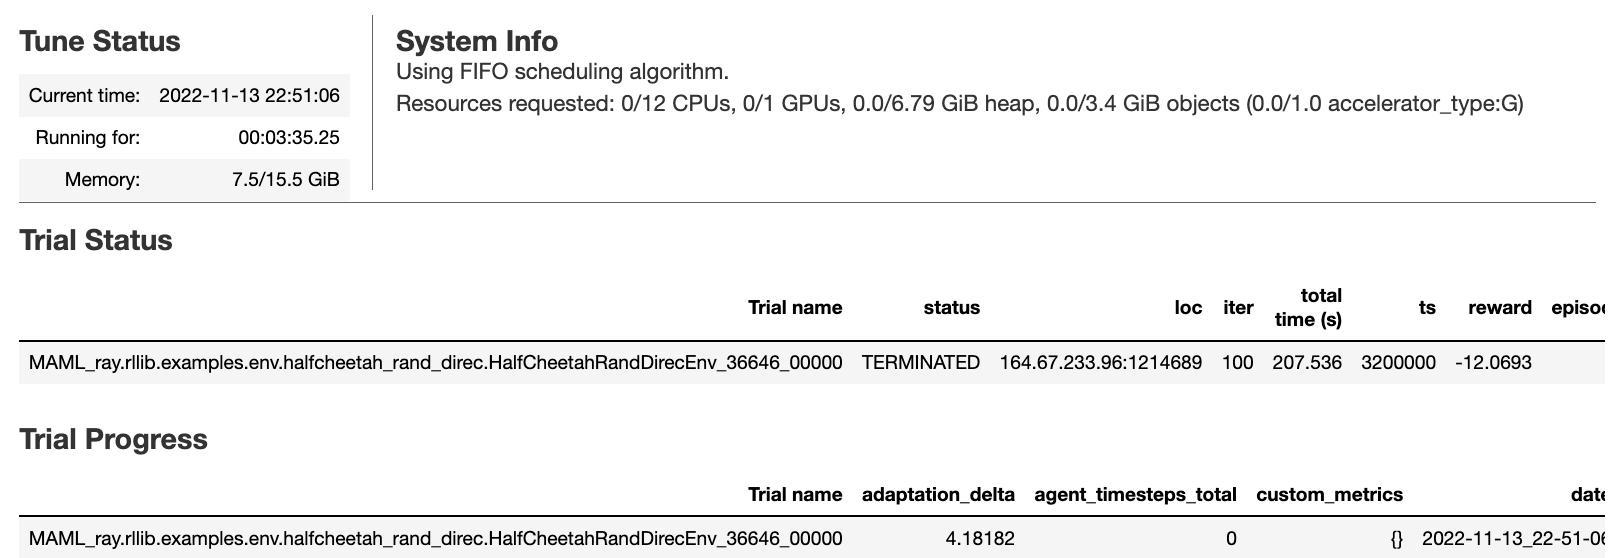 Tune Status
Current time: 2022-11-13 22:51:06
Running for: 00:03:35.25
Memory: 7.5/15.5 GiB
System Info
Using FIFO scheduling algorithm.
Resources requested: 0/12 CPUs, 0/1 GPUs, 0.0/6.79 GiB heap, 0.0/3.4 GiB objects (0.0/1.0 accelerator_type:G)
Trial Status
Trial name status loc iter total time (s) ts reward
MAML_ray.rllib.examples.env.halfcheetah_rand_direc.HalfCheetahRandDirecEnv_36646_00000 TERMINATED 164.67.233.96:1214689 100 207.536 3200000 -12.0693
Trial Progress
Trial name adaptation_delta agent_timesteps_total custom_metrics date
MAML_ray.rllib.examples.env.halfcheetah_rand_direc.HalfCheetahRandDirecEnv_36646_00000 4.18182 0 {} 2022-11-13_22-51-06